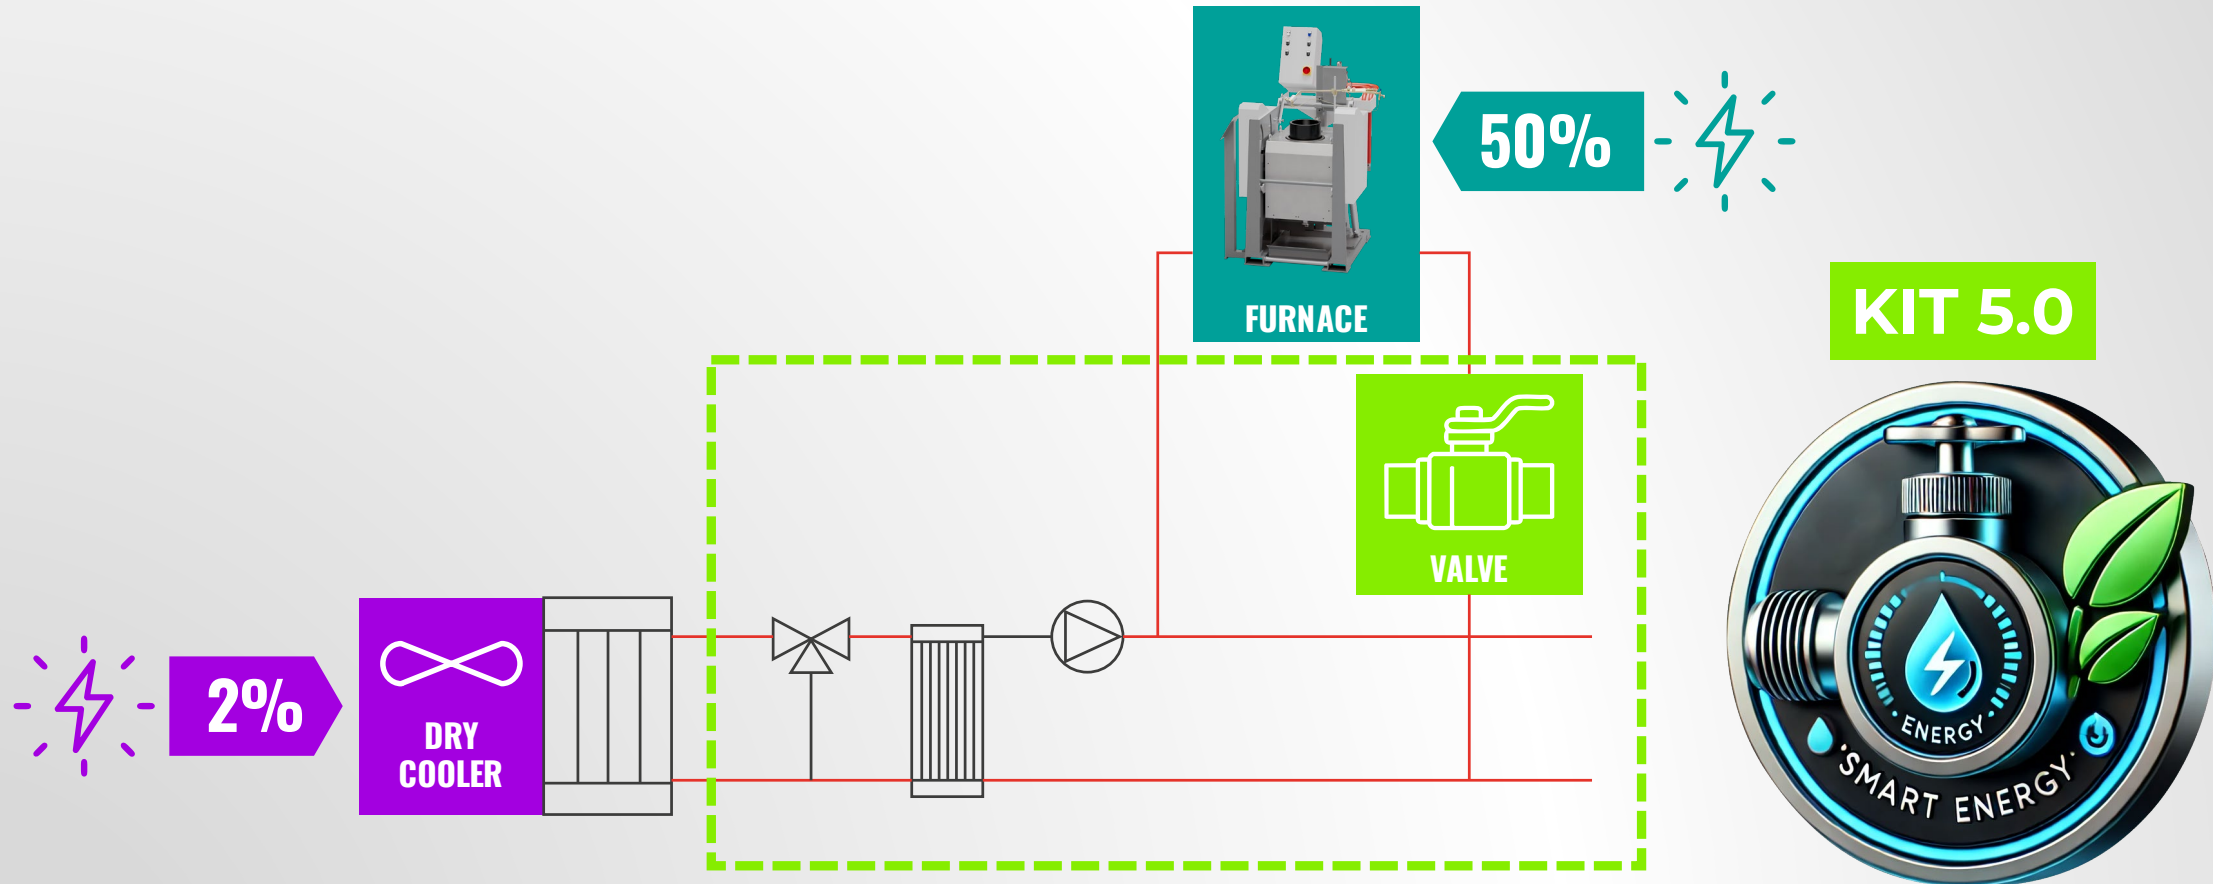 50%
FURNACE
KIT 5.0
VALVE
2%
DRY
COOLER
ENERGY
SMART ENERGY